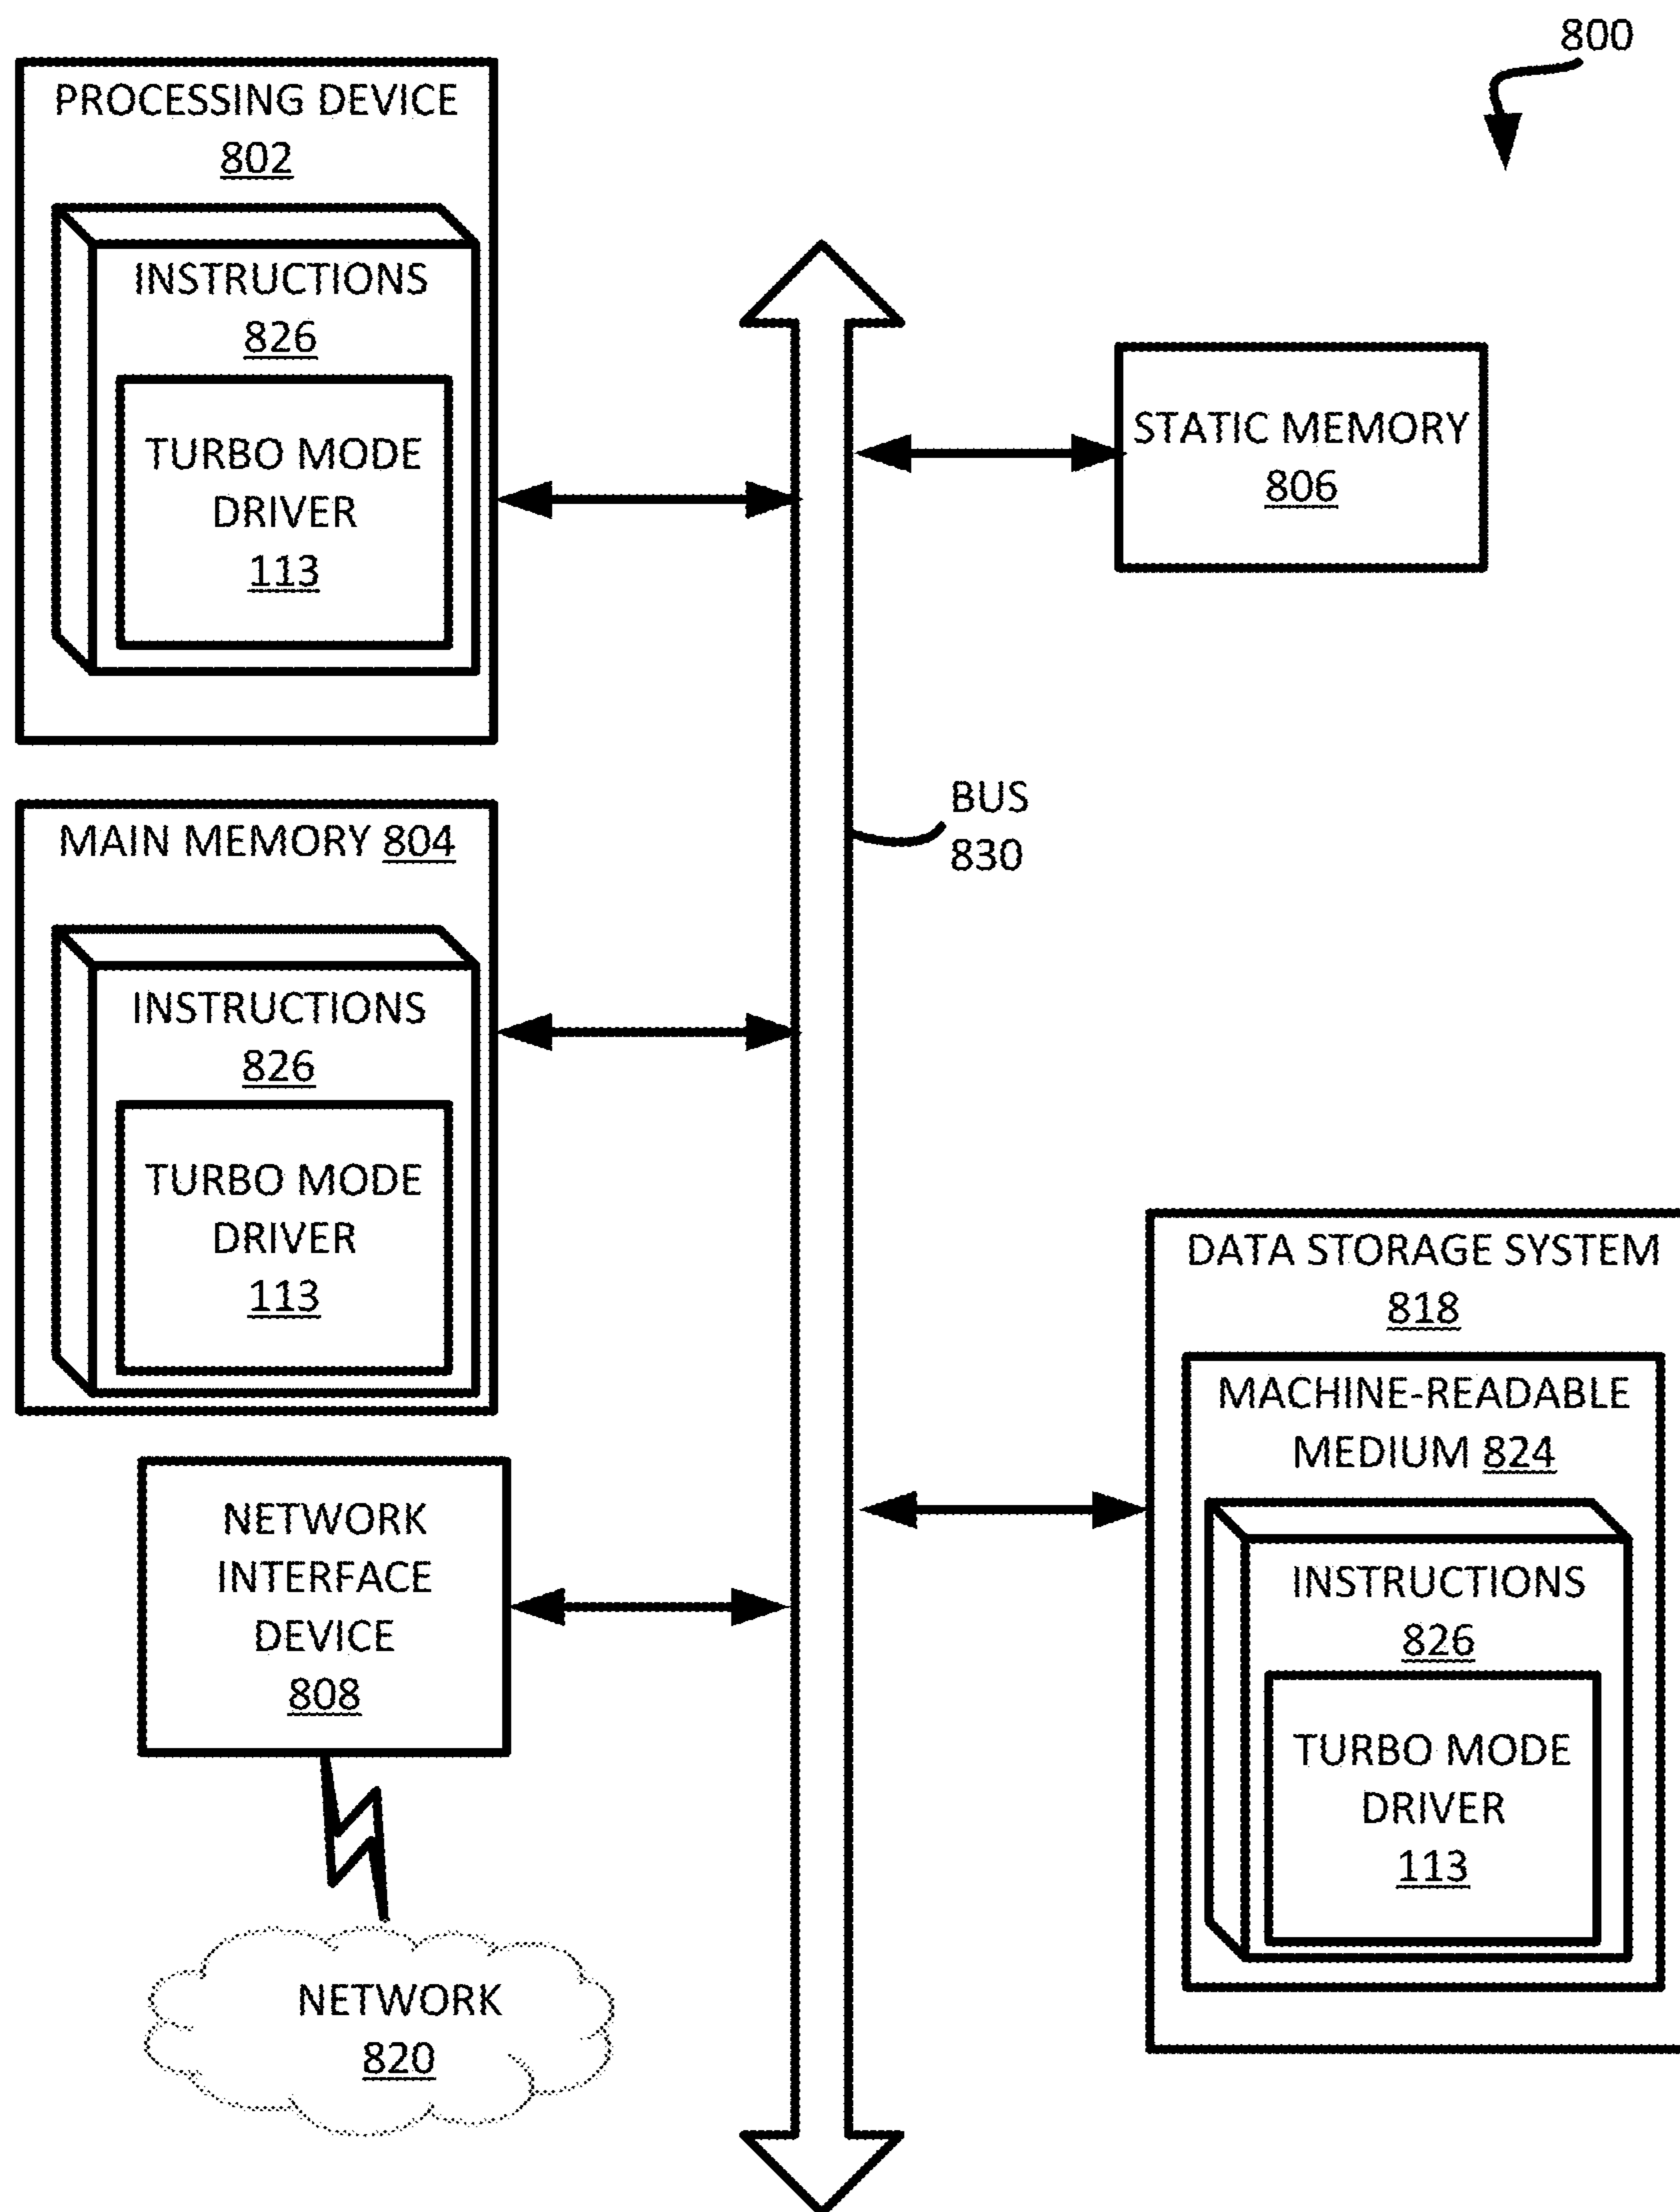 800
PROCESSING DEVICE
802
INSTRUCTIONS
826
TURBO MODE
DRIVER
113
STATIC MEMORY
806
BUS
830
MAIN MEMORY 804
INSTRUCTIONS
826
TURBO MODE
DRIVER
113
DATA STORAGE SYSTEM
818
MACHINE-READABLE
MEDIUM 824
INSTRUCTIONS
826
TURBO MODE
DRIVER
113
NETWORK
INTERFACE
DEVICE
808
NETWORK
820